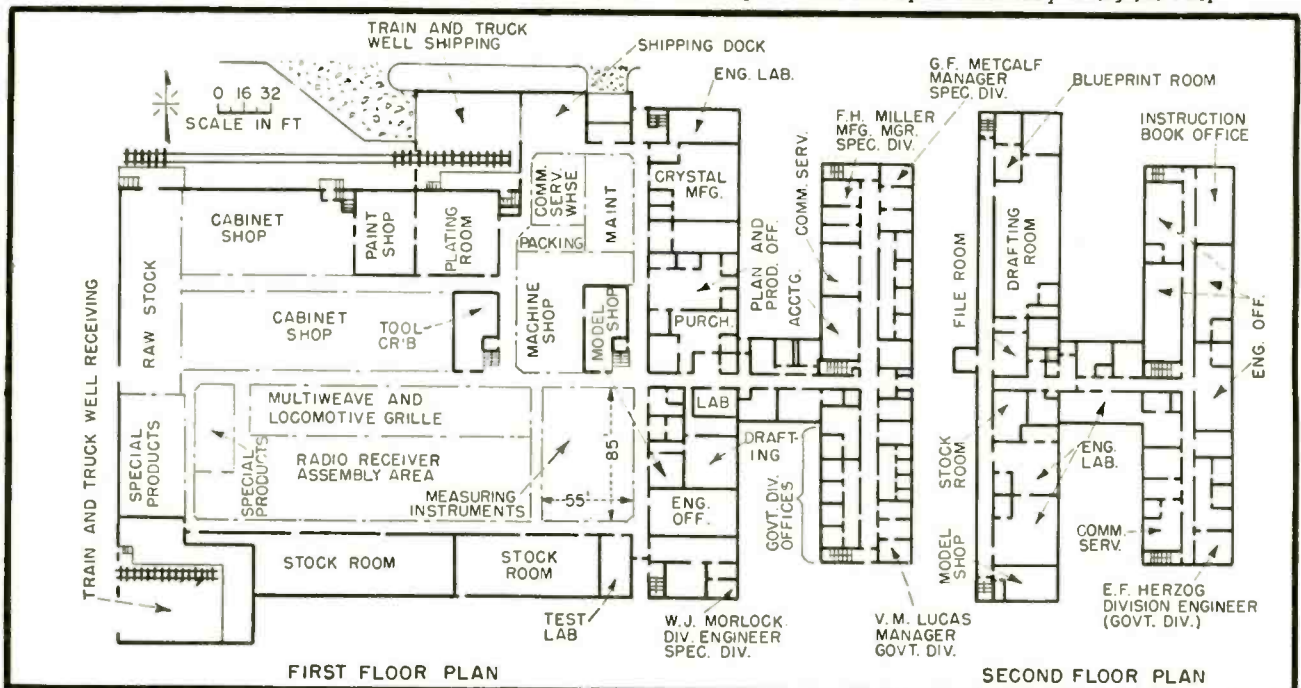 TRAIN AND TRUCK
WELL SHIPPING
SHIPPING DOCK
ENG. LAB.
G.F. METCALF
MANAGER
SPEC. DIV.
BLUEPRINT ROOM
0 16 32
SCALE IN FT
F.H. MILLER
MFG. MGR.
SPEC. DIV.
INSTRUCTION
BOOK OFFICE
CABINET
SHOP
PAINT
SHOP
PLATING
ROOM
COMM.
SERV.
WHSE
PACKING
MAINT
CRYSTAL
MFG.
PLAN AND
PROD. OFF.
COMM. SERV.
ACCTG.
FILE ROOM
DRAFTING
ROOM
ENG. OFF.
TRAIN AND TRUCK WELL RECEIVING
RAW STOCK
CABINET
SHOP
TOOL
CRIB
MACHINE
SHOP
MODEL
SHOP
PURCH.
SPECIAL
PRODUCTS
SPECIAL
PRODUCTS
MULTIWEAVE AND
LOCOMOTIVE GRILLE
RADIO RECEIVER
ASSEMBLY AREA
MEASURING
INSTRUMENTS
85
55
LAB
DRAFT-
ING
ENG.
OFF.
GOVT. DIV.
OFFICES
STOCK
ROOM
ENG.
LAB.
MODEL
SHOP
COMM.
SERV.
STOCK ROOM
STOCK
ROOM
TEST
LAB
W.J. MORLOCK
DIV. ENGINEER
SPEC. DIV.
V.M. LUCAS
MANAGER
GOVT. DIV.
E.F. HERZOG
DIVISION ENGINEER
(GOVT. DIV.)
FIRST FLOOR PLAN
SECOND FLOOR PLAN